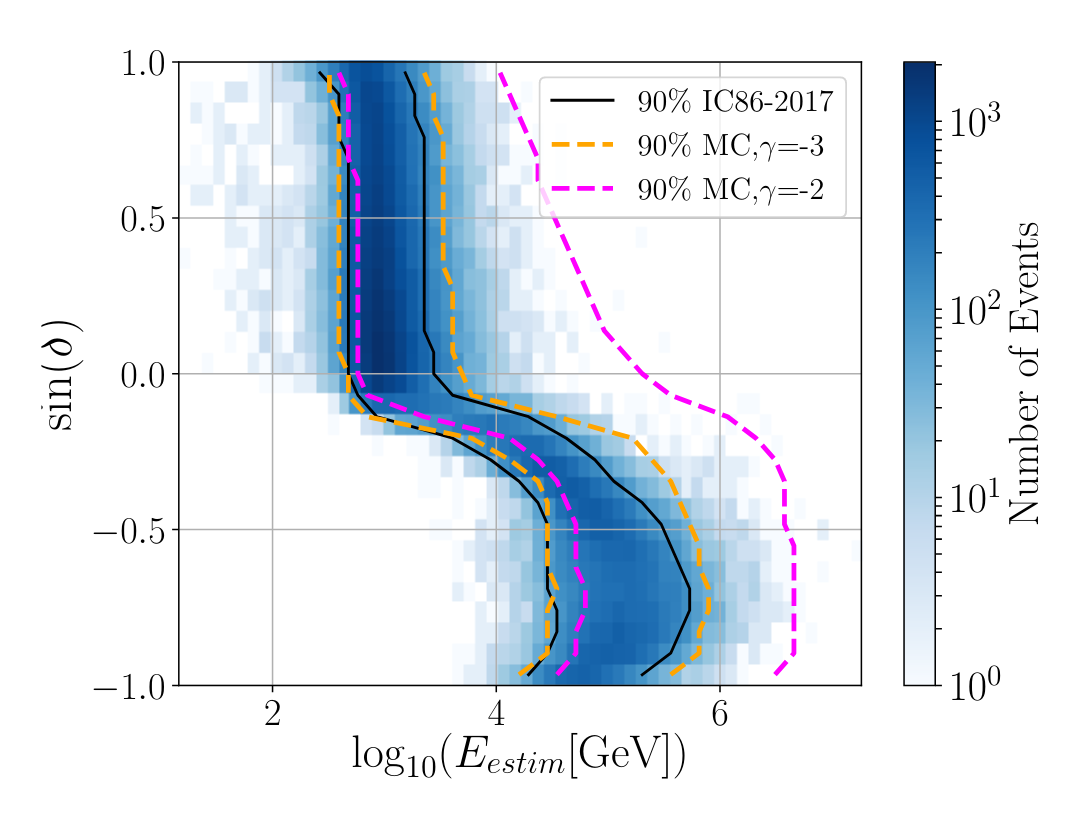 1.0
0.5
0.0
−0.5
−1.0
sin(δ)
2 4 6
log₁₀(E_estim[GeV])
90% IC86-2017
90% MC,γ=-3
90% MC,γ=-2
10³
10²
10¹
10⁰
Number of Events